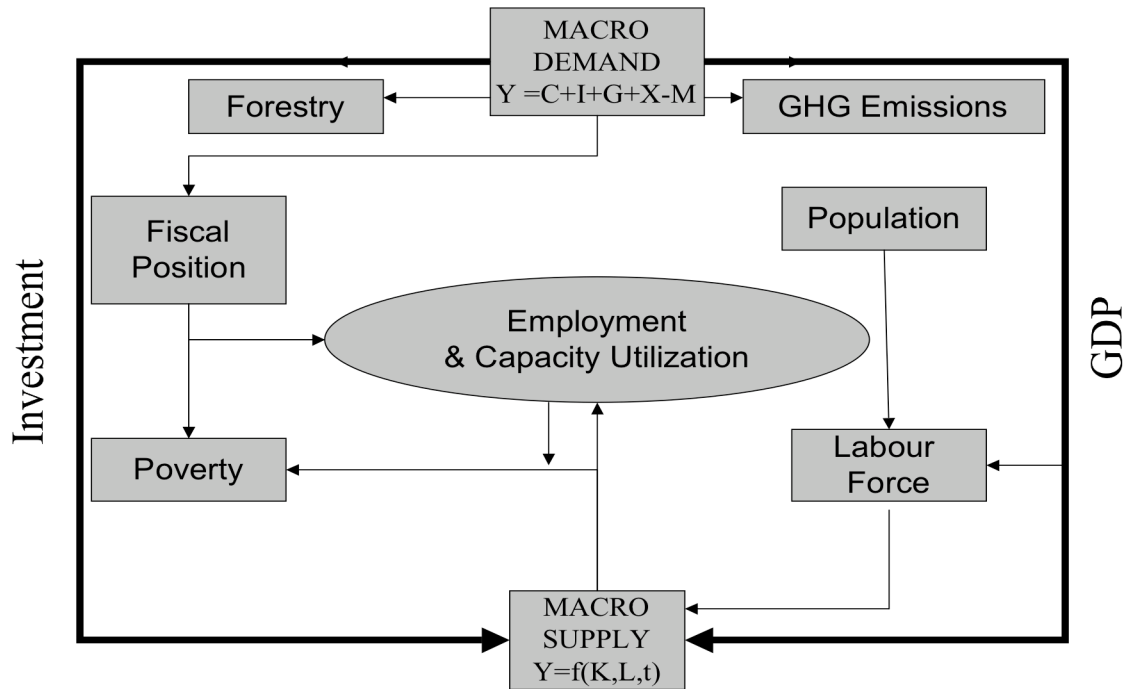 MACRO
DEMAND
Y =C+I+G+X-M
Forestry
GHG Emissions
Fiscal
Position
Population
Investment
GDP
Employment
& Capacity Utilization
Poverty
Labour
Force
MACRO
SUPPLY
Y=f(K,L,t)